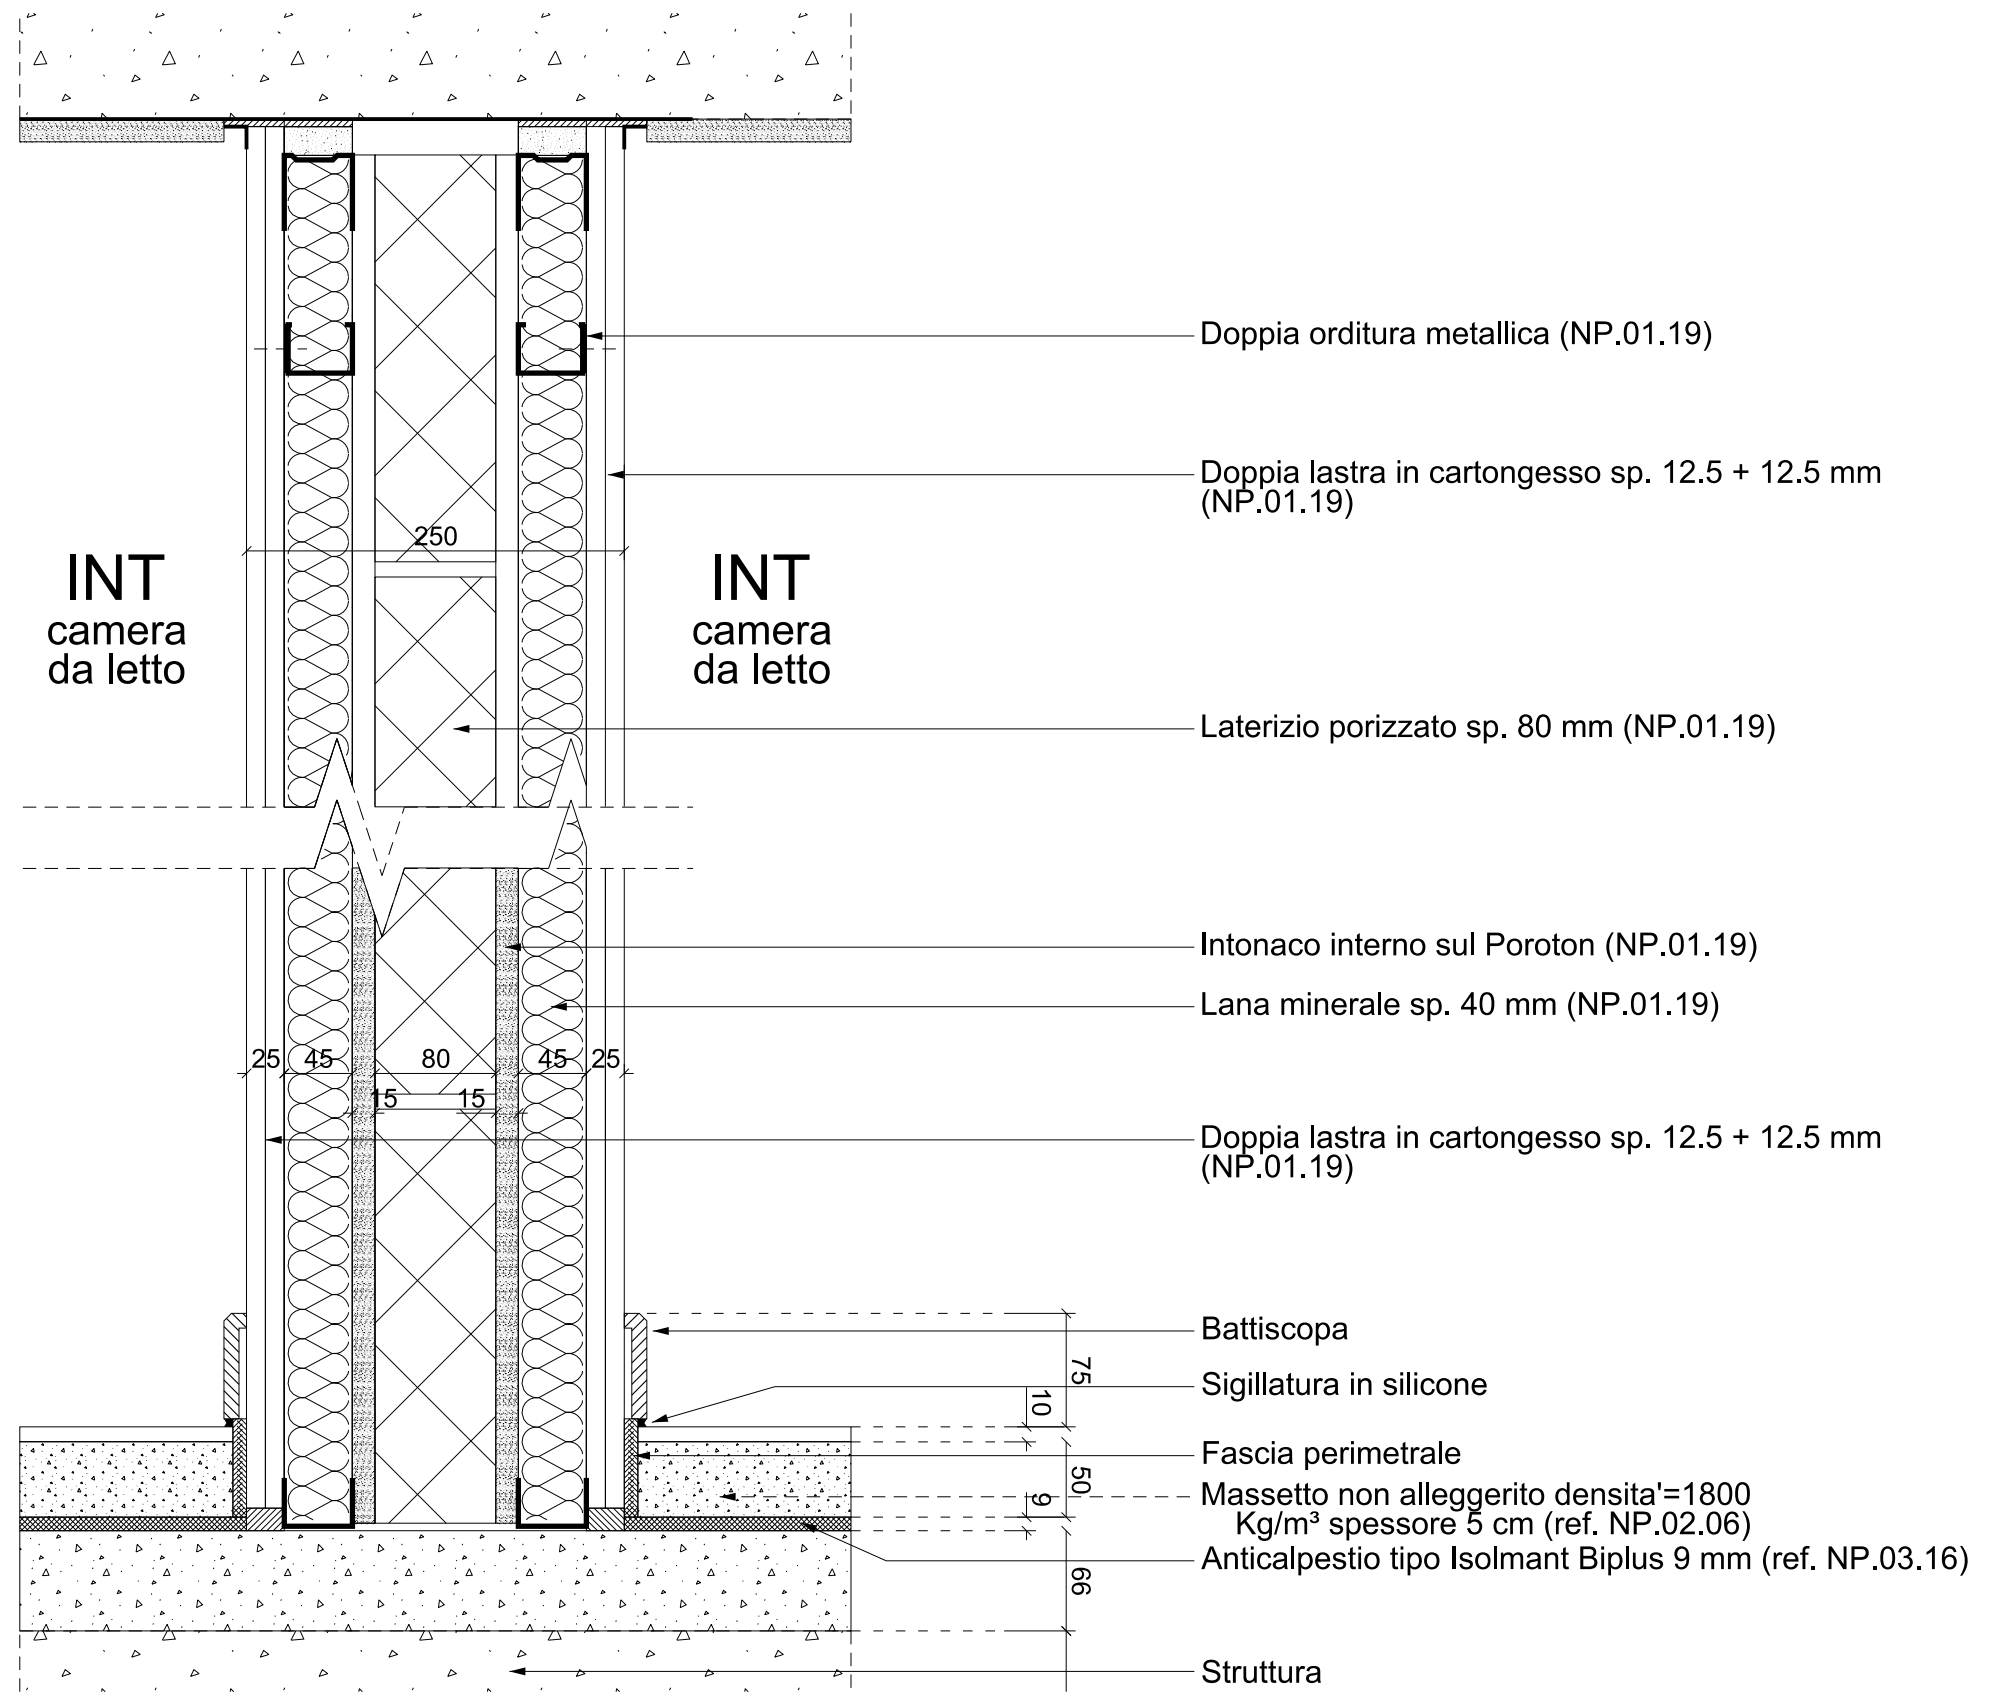 Doppia orditura metallica (NP.01.19)
Doppia lastra in cartongesso sp. 12.5 + 12.5 mm
(NP.01.19)
250
INT
camera
da letto
INT
camera
da letto
Laterizio porizzato sp. 80 mm (NP.01.19)
Intonaco interno sul Poroton (NP.01.19)
Lana minerale sp. 40 mm (NP.01.19)
25 45 80 45 25
15 15
Doppia lastra in cartongesso sp. 12.5 + 12.5 mm
(NP.01.19)
Battiscopa
75
Sigillatura in silicone
10
Fascia perimetrale
50
Massetto non alleggerito densita'=1800
9
Kg/m³ spessore 5 cm (ref. NP.02.06)
Anticalpestio tipo Isolmant Biplus 9 mm (ref. NP.03.16)
66
Struttura